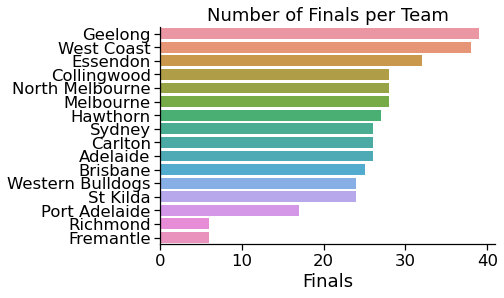 Number of Finals per Team
Geelong
West Coast
Essendon
Collingwood
North Melbourne
Melbourne
Hawthorn
Sydney
Carlton
Adelaide
Brisbane
Western Bulldogs
St Kilda
Port Adelaide
Richmond
Fremantle
0 10 20 30 40
Finals